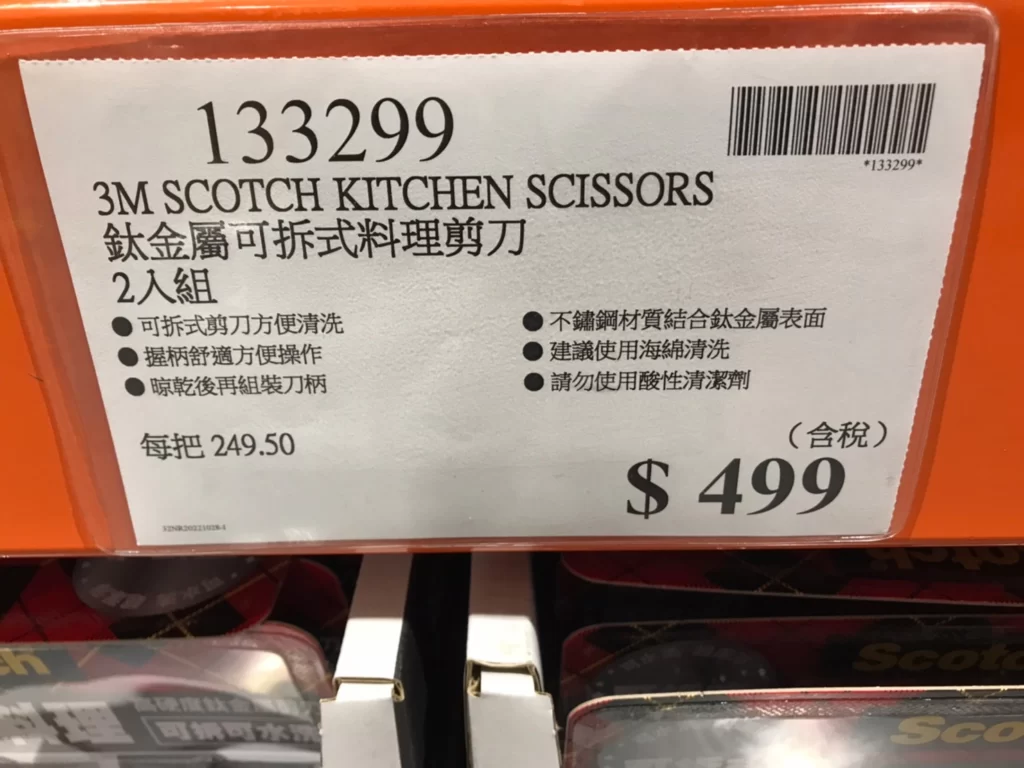 133299
*133299*
3M SCOTCH KITCHEN SCISSORS
鈦金屬可拆式料理剪刀
2入組
● 可拆式剪刀方便清洗
● 握柄舒適方便操作
● 晾乾後再組裝刀柄
● 不鏽鋼材質結合鈦金屬表面
● 建議使用海綿清洗
● 請勿使用酸性清潔劑
每把 249.50
（含稅）
$ 499
Scotch
料理
Scotc
Sco